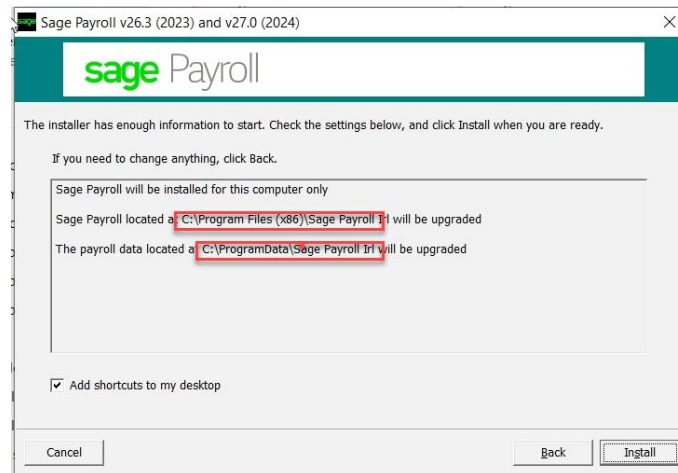 sage Sage Payroll v26.3 (2023) and v27.0 (2024)
sage Payroll
The installer has enough information to start. Check the settings below, and click Install when you are ready.
If you need to change anything, click Back.
Sage Payroll will be installed for this computer only
Sage Payroll located a C:\Program Files (x86)\Sage Payroll Irl will be upgraded
The payroll data located a C:\ProgramData\Sage Payroll Irl will be upgraded
Add shortcuts to my desktop
Cancel
Back
Install